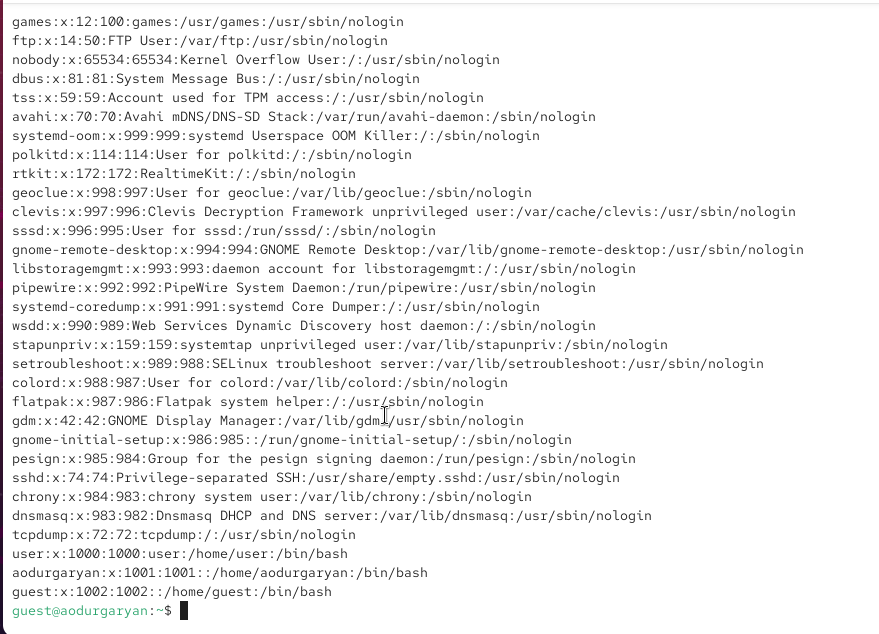 games:x:12:100:games:/usr/games:/usr/sbin/nologin
ftp:x:14:50:FTP User:/var/ftp:/usr/sbin/nologin
nobody:x:65534:65534:Kernel Overflow User:/:/usr/sbin/nologin
dbus:x:81:81:System Message Bus:/:/usr/sbin/nologin
tss:x:59:59:Account used for TPM access:/:/usr/sbin/nologin
avahi:x:70:70:Avahi mDNS/DNS-SD Stack:/var/run/avahi-daemon:/sbin/nologin
systemd-oom:x:999:999:systemd Userspace OOM Killer:/:/sbin/nologin
polkitd:x:114:114:User for polkitd:/:/sbin/nologin
rtkit:x:172:172:RealtimeKit:/:/sbin/nologin
geoclue:x:998:997:User for geoclue:/var/lib/geoclue:/sbin/nologin
clevis:x:997:996:Clevis Decryption Framework unprivileged user:/var/cache/clevis:/usr/sbin/nologin
sssd:x:996:995:User for sssd:/run/sssd/:/sbin/nologin
gnome-remote-desktop:x:994:994:GNOME Remote Desktop:/var/lib/gnome-remote-desktop:/usr/sbin/nologin
libstoragemgmt:x:993:993:daemon account for libstoragemgmt:/:/usr/sbin/nologin
pipewire:x:992:992:PipeWire System Daemon:/run/pipewire:/usr/sbin/nologin
systemd-coredump:x:991:991:systemd Core Dumper:/:/usr/sbin/nologin
wsdd:x:990:989:Web Services Dynamic Discovery host daemon:/:/sbin/nologin
stapunpriv:x:159:159:systemtap unprivileged user:/var/lib/stapunpriv:/sbin/nologin
setroubleshoot:x:989:988:SELinux troubleshoot server:/var/lib/setroubleshoot:/usr/sbin/nologin
colord:x:988:987:User for colord:/var/lib/colord:/sbin/nologin
flatpak:x:987:986:Flatpak system helper:/:/usr/sbin/nologin
gdm:x:42:42:GNOME Display Manager:/var/lib/gdm:/usr/sbin/nologin
gnome-initial-setup:x:986:985::/run/gnome-initial-setup/:/sbin/nologin
pesign:x:985:984:Group for the pesign signing daemon:/run/pesign:/sbin/nologin
sshd:x:74:74:Privilege-separated SSH:/usr/share/empty.sshd:/usr/sbin/nologin
chrony:x:984:983:chrony system user:/var/lib/chrony:/sbin/nologin
dnsmasq:x:983:982:Dnsmasq DHCP and DNS server:/var/lib/dnsmasq:/usr/sbin/nologin
tcpdump:x:72:72:tcpdump:/:/usr/sbin/nologin
user:x:1000:1000:user:/home/user:/bin/bash
aodurgaryan:x:1001:1001::/home/aodurgaryan:/bin/bash
guest:x:1002:1002::/home/guest:/bin/bash
guest@aodurgaryan:~$